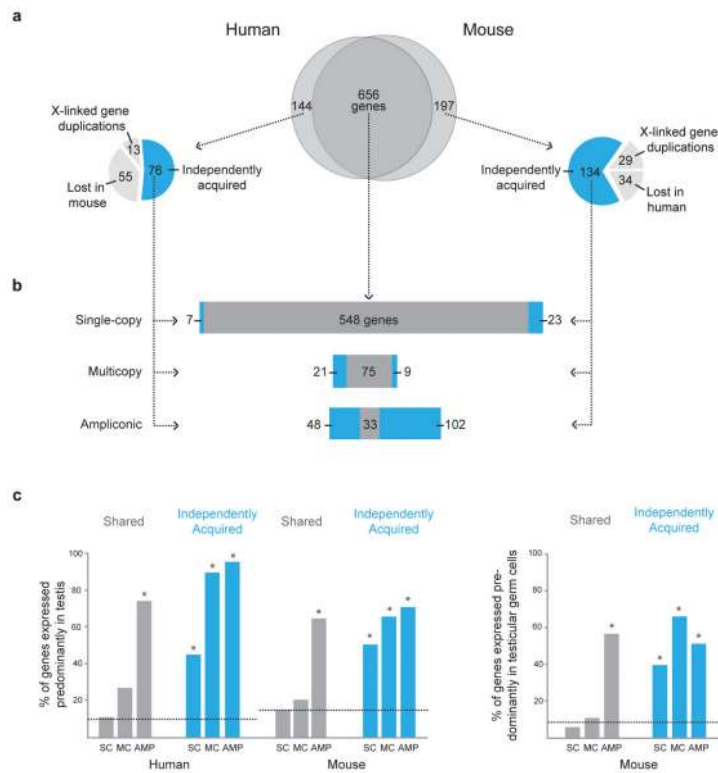 a
Human
Mouse
144
656
genes
197
X-linked gene
duplications
13
76
Independently
acquired
55
Lost in
mouse
Independently
acquired
134
X-linked gene
duplications
29
34
Lost in
human
b
Single-copy
7
548 genes
23
Multicopy
21
75
9
Ampliconic
48
33
102
c
Shared
Independently
Acquired
Shared
Independently
Acquired
Shared
Independently
Acquired
% of genes expressed
predominantly in testis
100
80
60
40
20
* * * * * * * *
SC MC AMP
SC MC AMP
SC MC AMP
SC MC AMP
Human
Mouse
% of genes expressed pre-
dominantly in testicular germ cells
100
80
60
40
20
* * * *
SC MC AMP
SC MC AMP
Mouse